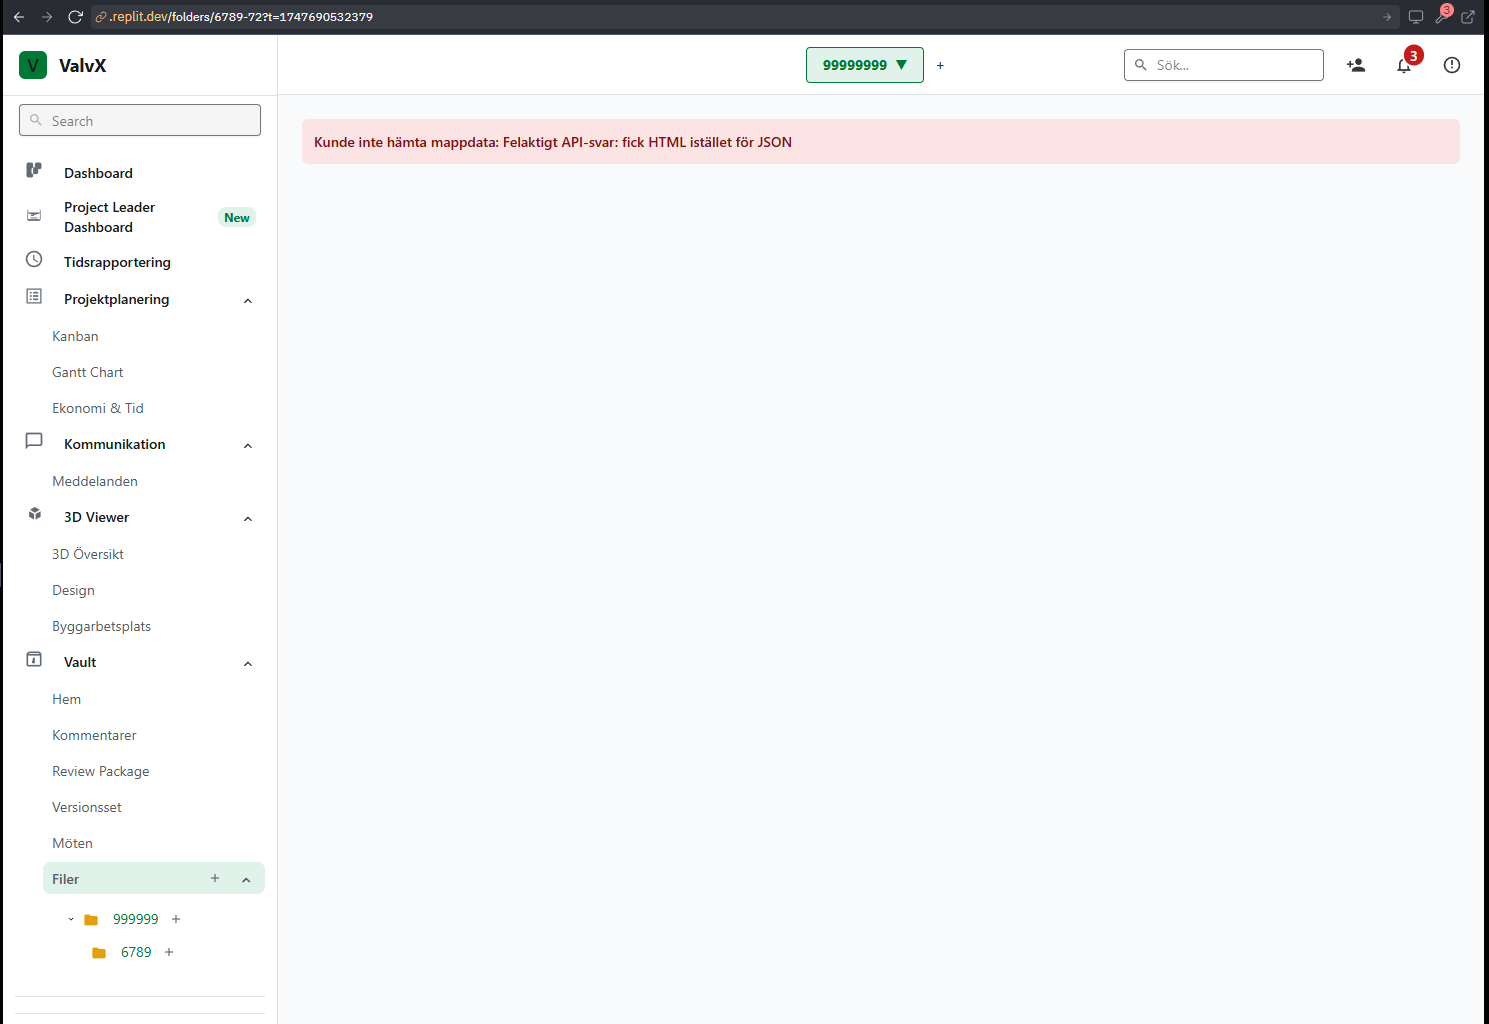 .replit.dev/folders/6789-72?t=1747690532379
3
V
ValvX
99999999 ▼
+
Sök...
3
Search
Kunde inte hämta mappdata: Felaktigt API-svar: fick HTML istället för JSON
Dashboard
Project Leader
Dashboard
New
Tidsrapportering
Projektplanering
Kanban
Gantt Chart
Ekonomi & Tid
Kommunikation
Meddelanden
3D Viewer
3D Översikt
Design
Byggarbetsplats
Vault
Hem
Kommentarer
Review Package
Versionsset
Möten
Filer +
999999 +
6789 +